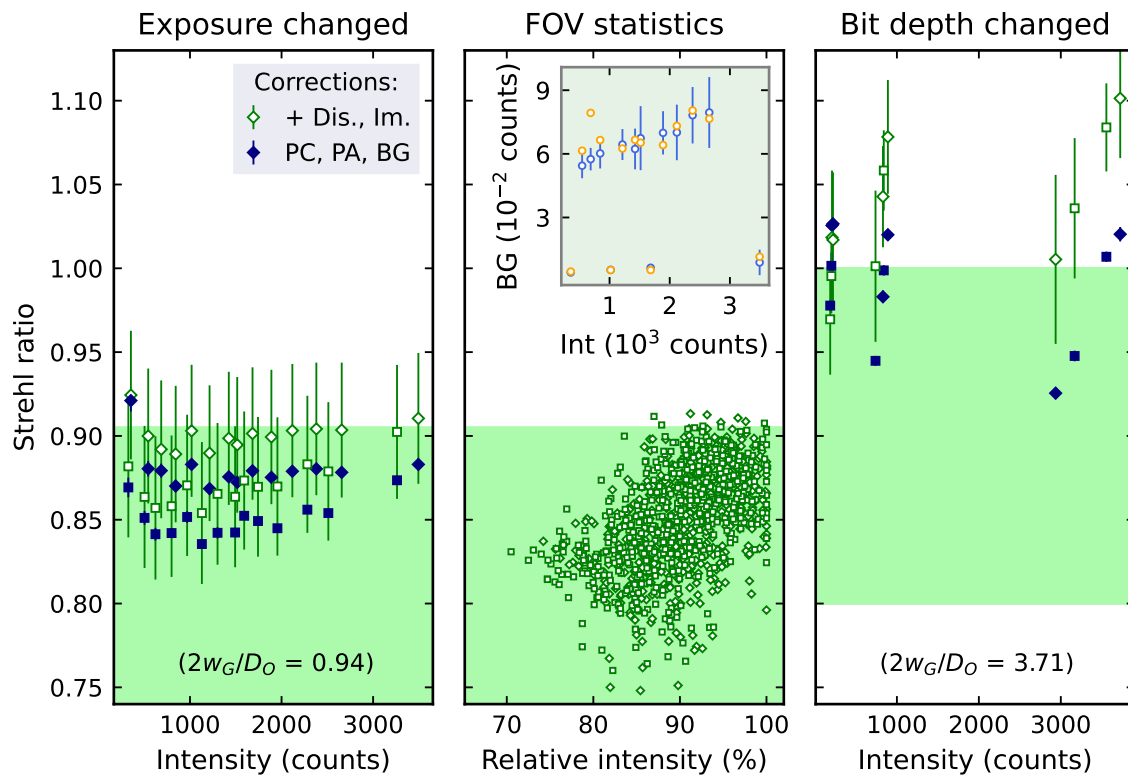 Exposure changed
FOV statistics
Bit depth changed
Strehl ratio
1.10
1.05
1.00
0.95
0.90
0.85
0.80
0.75
Corrections:
+ Dis., Im.
PC, PA, BG
(2w_G/D_O = 0.94)
1000 2000 3000
Intensity (counts)
BG (10⁻² counts)
9
6
3
1 2 3
Int (10³ counts)
70 80 90 100
Relative intensity (%)
(2w_G/D_O = 3.71)
1000 2000 3000
Intensity (counts)